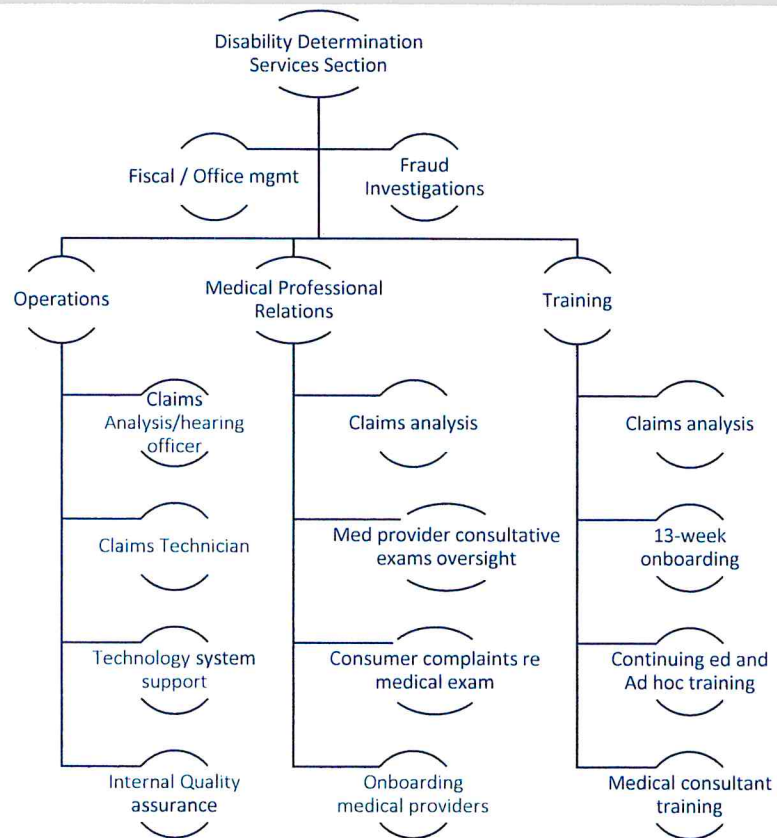 Disability Determination
Services Section
Fiscal / Office mgmt
Fraud
Investigations
Operations
Medical Professional
Relations
Training
Claims
Analysis/hearing
officer
Claims analysis
Claims analysis
Claims Technician
Med provider consultative
exams oversight
13-week
onboarding
Technology system
support
Consumer complaints re
medical exam
Continuing ed and
Ad hoc training
Internal Quality
assurance
Onboarding
medical providers
Medical consultant
training